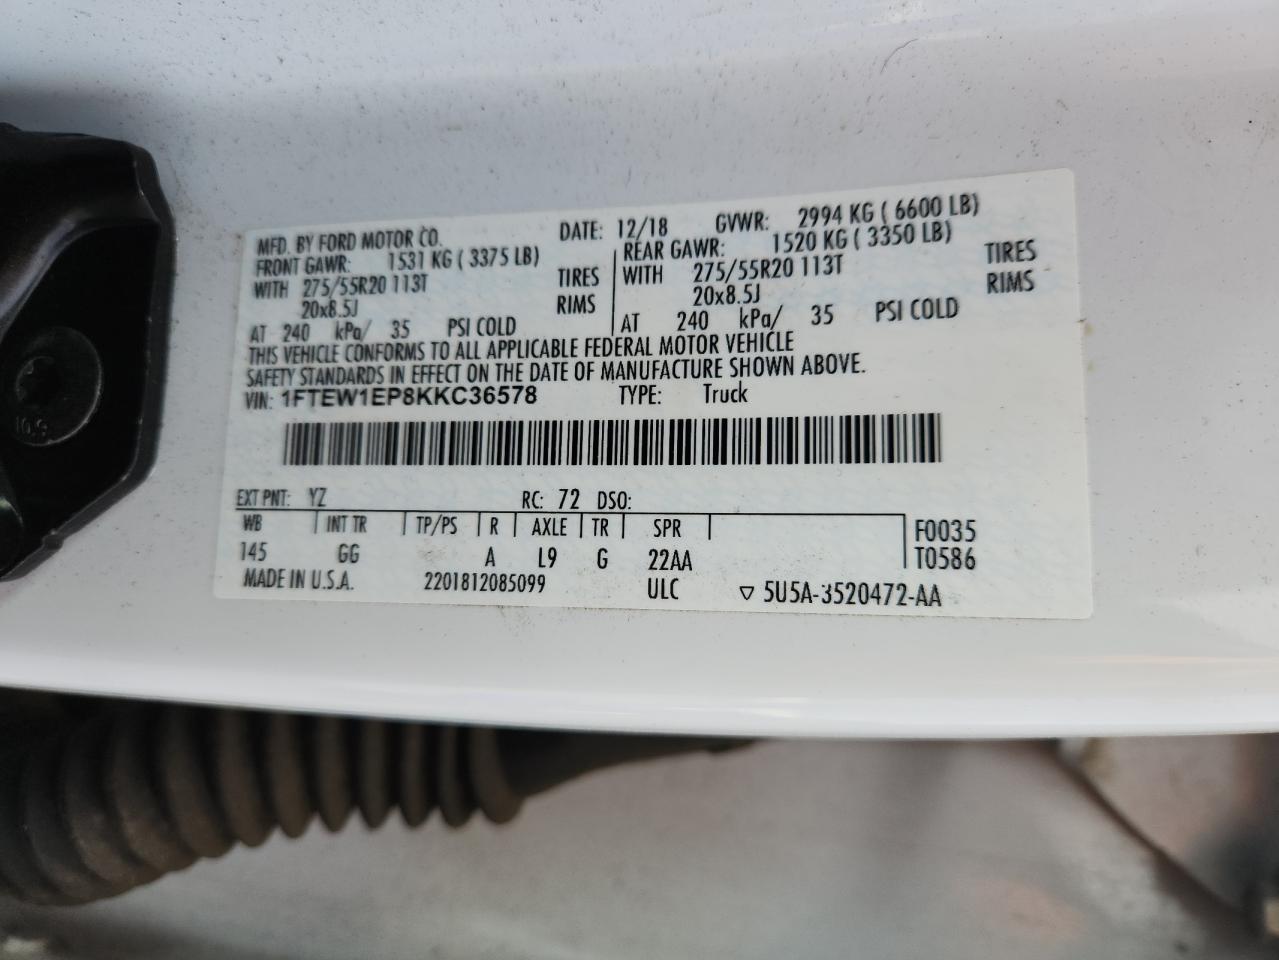 MFD. BY FORD MOTOR CO. DATE: 12/18 GVWR: 2994 KG ( 6600 LB)
FRONT GAWR: 1531 KG ( 3375 LB) REAR GAWR: 1520 KG ( 3350 LB)
WITH 275/55R20 113T TIRES WITH 275/55R20 113T TIRES
20x8.5J RIMS 20x8.5J RIMS
AT 240 kPa/ 35 PSI COLD AT 240 kPa/ 35 PSI COLD
THIS VEHICLE CONFORMS TO ALL APPLICABLE FEDERAL MOTOR VEHICLE
SAFETY STANDARDS IN EFFECT ON THE DATE OF MANUFACTURE SHOWN ABOVE.
VIN: 1FTEW1EP8KKC36578 TYPE: Truck
EXT PNT: YZ RC: 72 DSO:
WB INT TR TP/PS R AXLE TR SPR F0035
145 GG A L9 G 22AA T0586
MADE IN U.S.A. 2201812085099 ULC ▽ 5U5A-3520472-AA
10.9